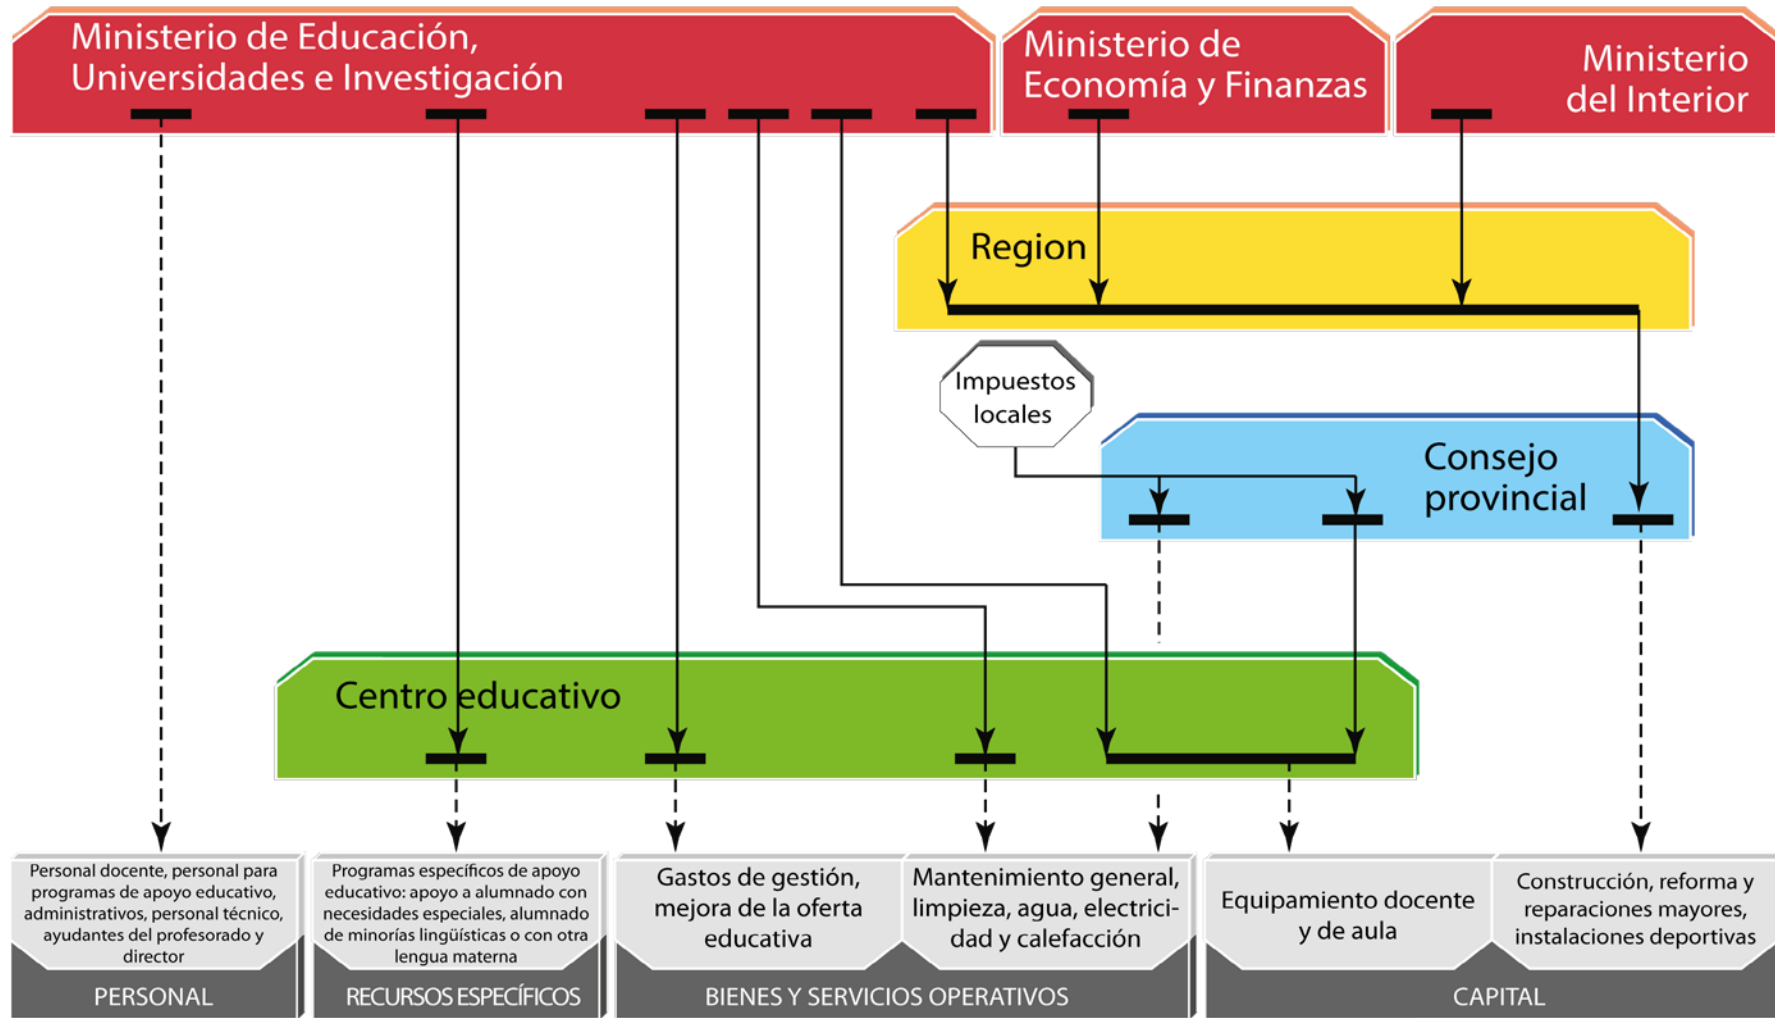 Ministerio de Educación,
Universidades e Investigación
Ministerio de
Economía y Finanzas
Ministerio
del Interior
Region
Impuestos
locales
Consejo
provincial
Centro educativo
Personal docente, personal para
programas de apoyo educativo,
administrativos, personal técnico,
ayudantes del profesorado y
director
Programas específicos de apoyo
educativo: apoyo a alumnado con
necesidades especiales, alumnado
de minorías lingüísticas o con otra
lengua materna
Gastos de gestión,
mejora de la oferta
educativa
Mantenimiento general,
limpieza, agua, electrici-
dad y calefacción
Equipamiento docente
y de aula
Construcción, reforma y
reparaciones mayores,
instalaciones deportivas
PERSONAL
RECURSOS ESPECÍFICOS
BIENES Y SERVICIOS OPERATIVOS
CAPITAL